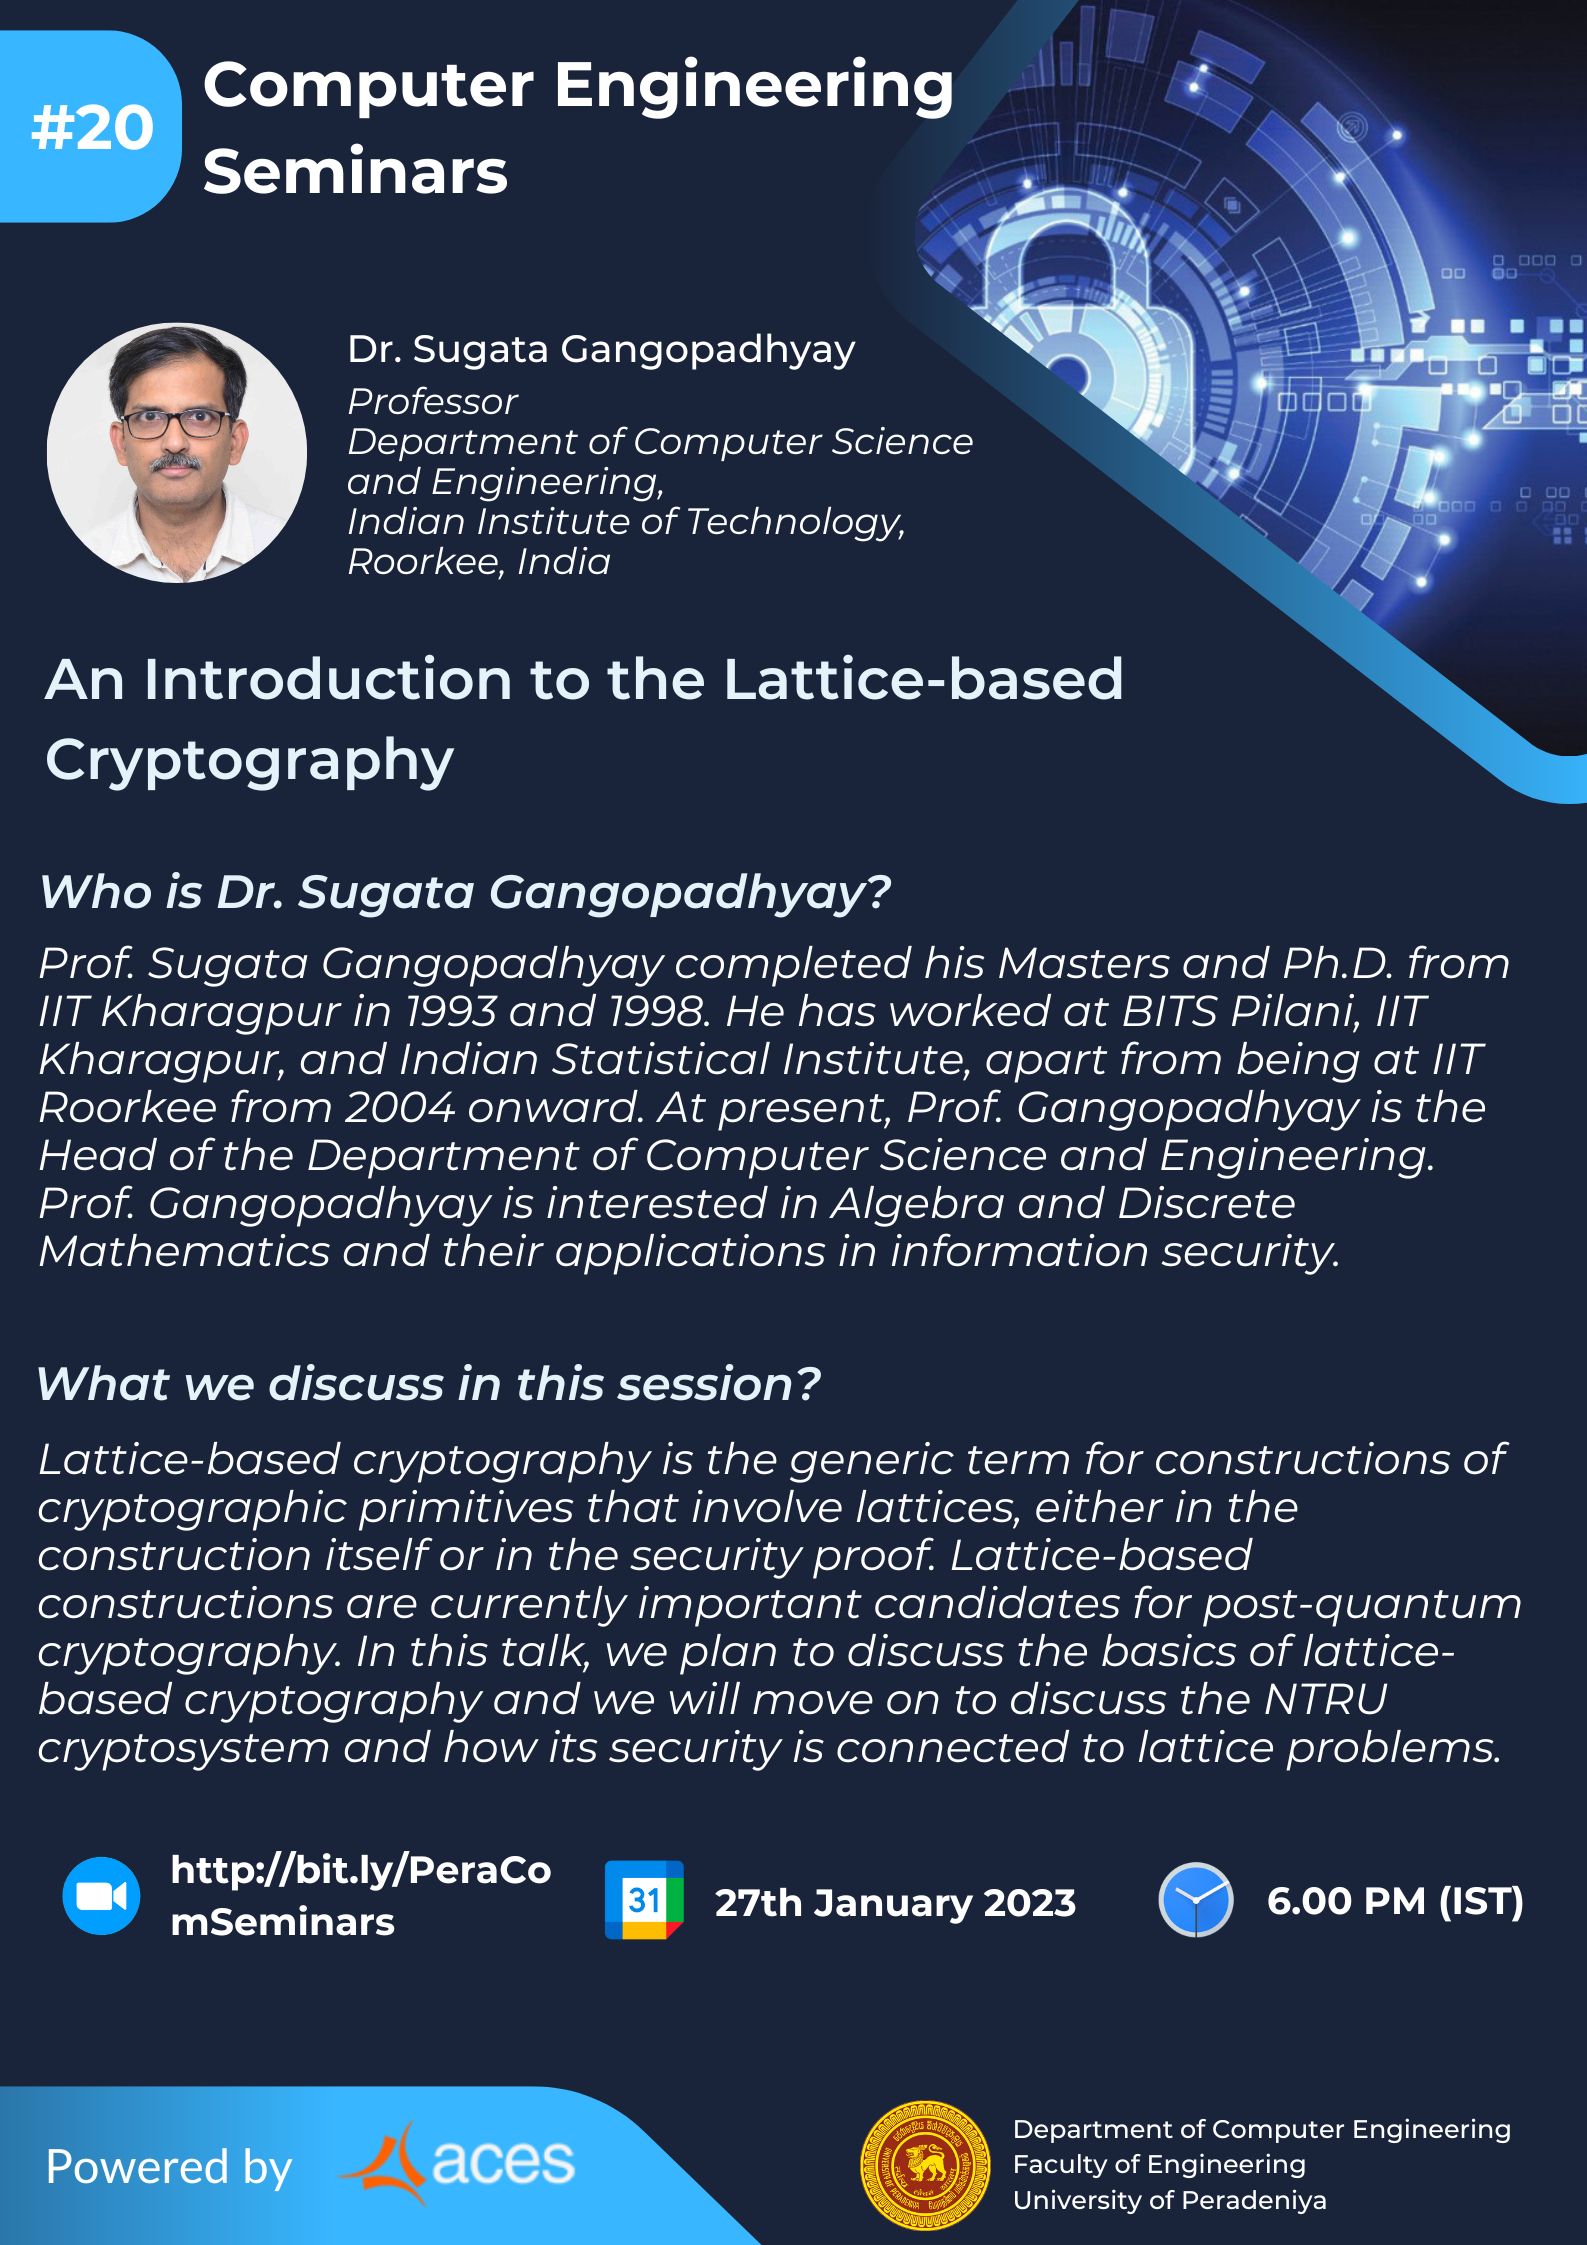 #20
Computer Engineering
Seminars
Dr. Sugata Gangopadhyay
Professor
Department of Computer Science
and Engineering,
Indian Institute of Technology,
Roorkee, India
An Introduction to the Lattice-based
Cryptography
Who is Dr. Sugata Gangopadhyay?
Prof. Sugata Gangopadhyay completed his Masters and Ph.D. from
IIT Kharagpur in 1993 and 1998. He has worked at BITS Pilani, IIT
Kharagpur, and Indian Statistical Institute, apart from being at IIT
Roorkee from 2004 onward. At present, Prof. Gangopadhyay is the
Head of the Department of Computer Science and Engineering.
Prof. Gangopadhyay is interested in Algebra and Discrete
Mathematics and their applications in information security.
What we discuss in this session?
Lattice-based cryptography is the generic term for constructions of
cryptographic primitives that involve lattices, either in the
construction itself or in the security proof. Lattice-based
constructions are currently important candidates for post-quantum
cryptography. In this talk, we plan to discuss the basics of lattice-
based cryptography and we will move on to discuss the NTRU
cryptosystem and how its security is connected to lattice problems.
http://bit.ly/PeraCo
mSeminars
31
27th January 2023
6.00 PM (IST)
Powered by
aces
Department of Computer Engineering
Faculty of Engineering
University of Peradeniya